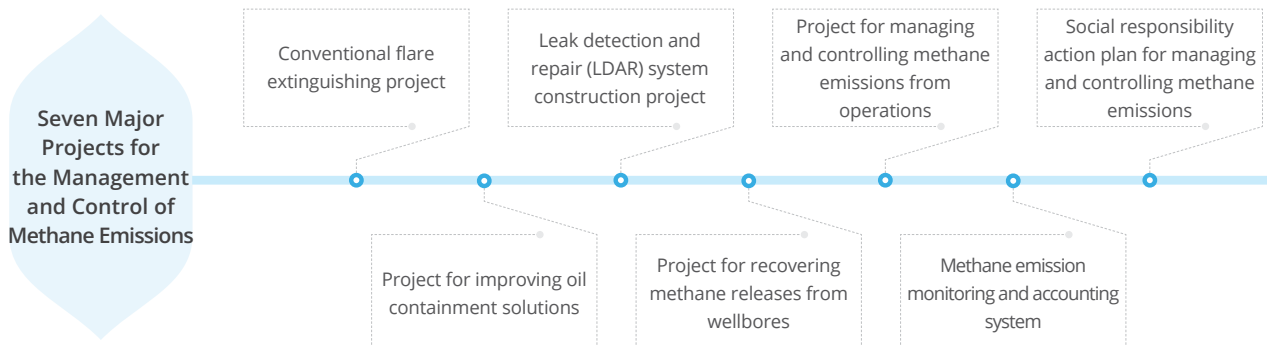 Seven Major
Projects for
the Management
and Control of
Methane Emissions
Conventional flare
extinguishing project
Project for improving oil
containment solutions
Leak detection and
repair (LDAR) system
construction project
Project for recovering
methane releases from
wellbores
Project for managing
and controlling methane
emissions from
operations
Methane emission
monitoring and accounting
system
Social responsibility
action plan for managing
and controlling methane
emissions